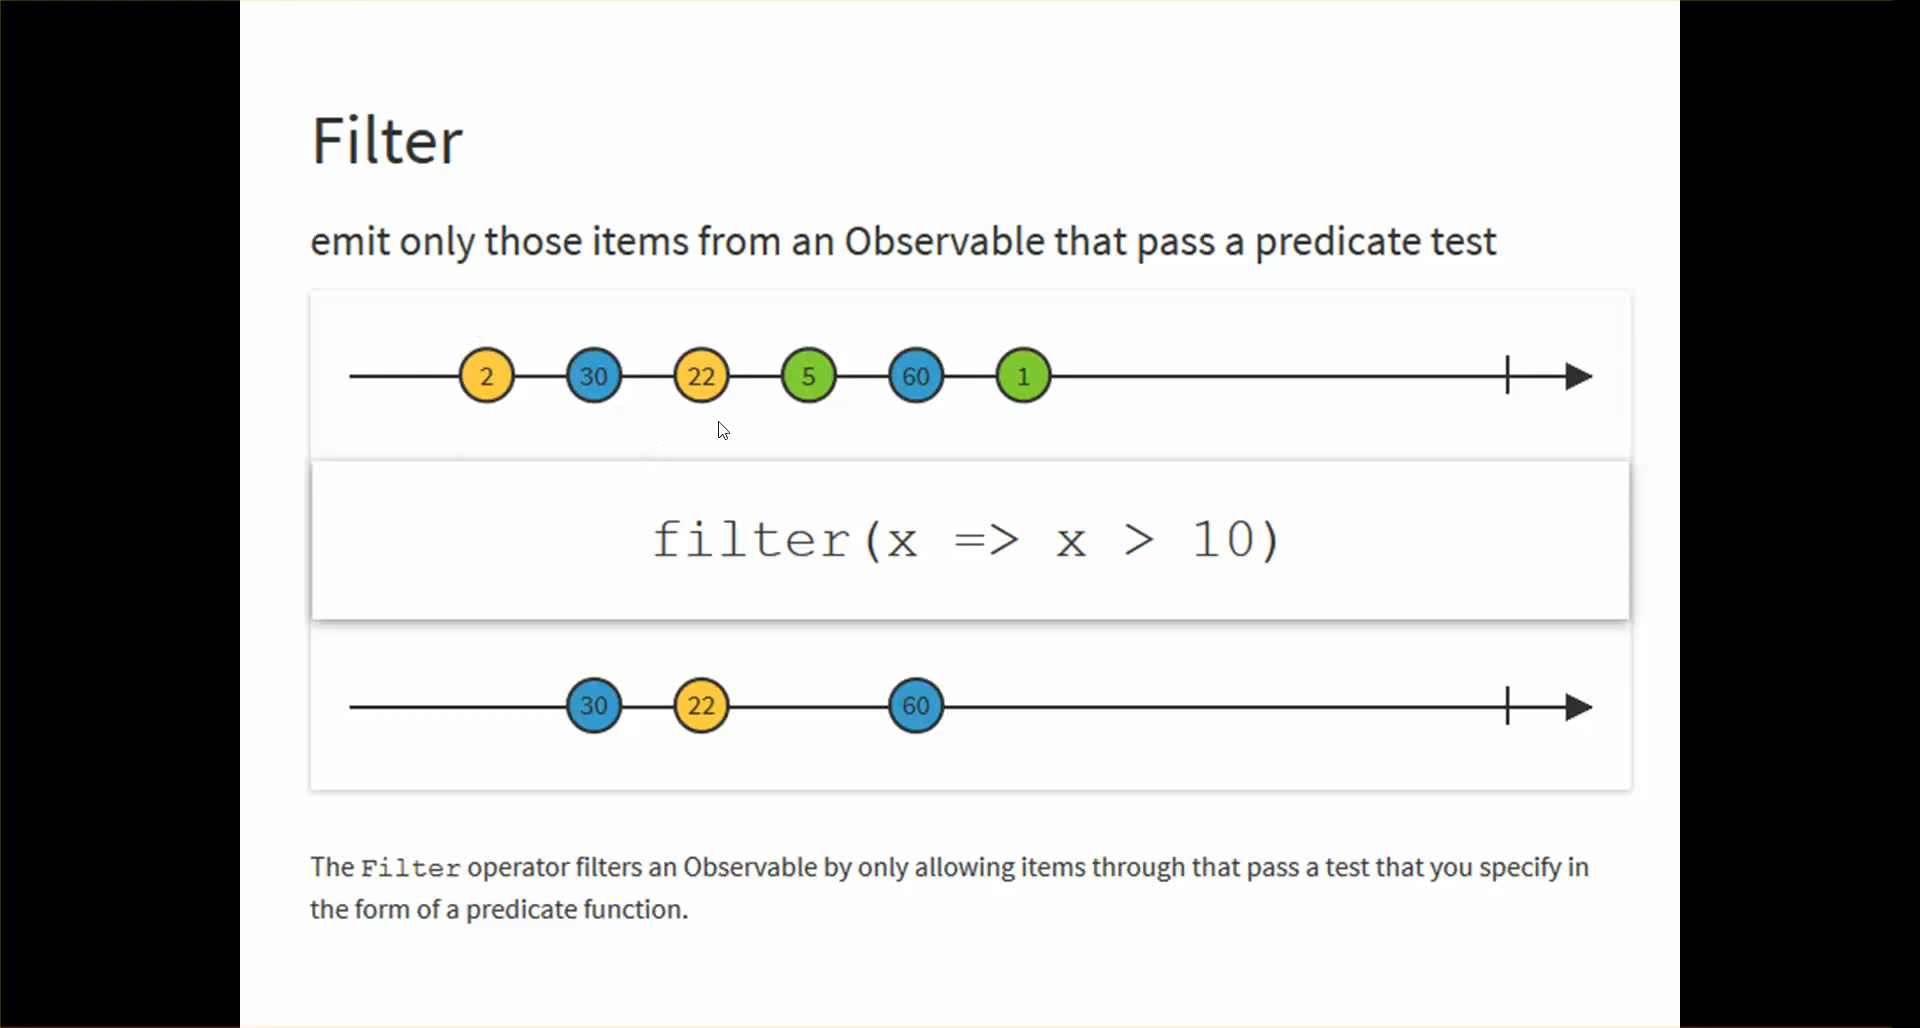 Filter
emit only those items from an Observable that pass a predicate test
2 30 22 5 60 1
filter(x => x > 10)
30 22 60
The Filter operator filters an Observable by only allowing items through that pass a test that you specify in
the form of a predicate function.